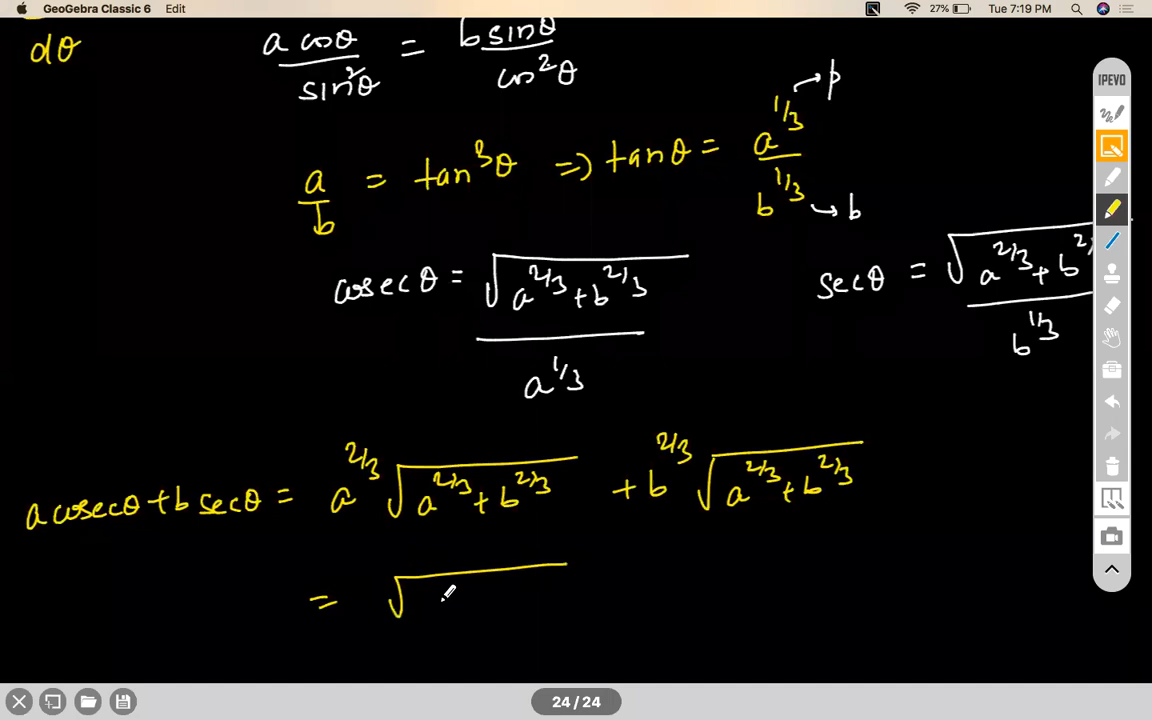 GeoGebra Classic 6 Edit 27% Tue 7:19 PM
dθ a cosθ / sin²θ = b sinθ / cos²θ
IPEVO
a/b = tan³θ => tanθ = a^1/3 / b^1/3
→ p
→ b
cosecθ = √(a^2/3 + b^2/3) / a^1/3
secθ = √(a^2/3 + b^2/ / b^1/3
a cosecθ + b secθ = a^2/3 √(a^2/3 + b^2/3) + b^2/3 √(a^2/3 + b^2/3)
= √
24 / 24